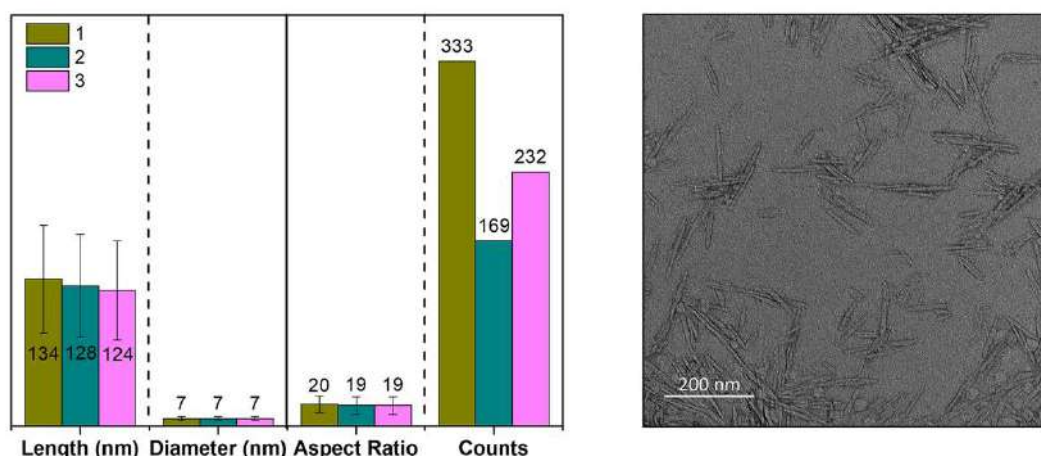 1
2
3
333
232
169
134 128 124
7 7 7
20 19 19
Length (nm) Diameter (nm) Aspect Ratio Counts
200 nm